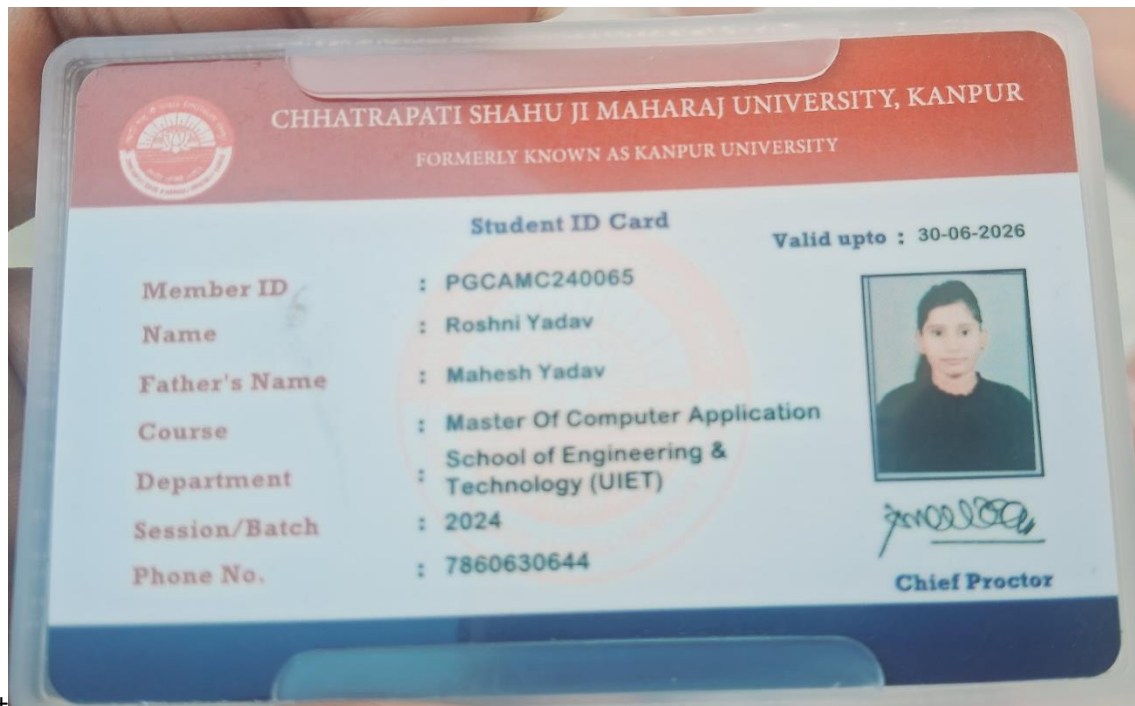 CHHATRAPATI SHAHU JI MAHARAJ UNIVERSITY, KANPUR
FORMERLY KNOWN AS KANPUR UNIVERSITY
Student ID Card
Valid upto : 30-06-2026
Member ID : PGCAMC240065
Name : Roshni Yadav
Father's Name : Mahesh Yadav
Course : Master Of Computer Application
Department : School of Engineering &
Technology (UIET)
Session/Batch : 2024
Phone No. : 7860630644
Chief Proctor